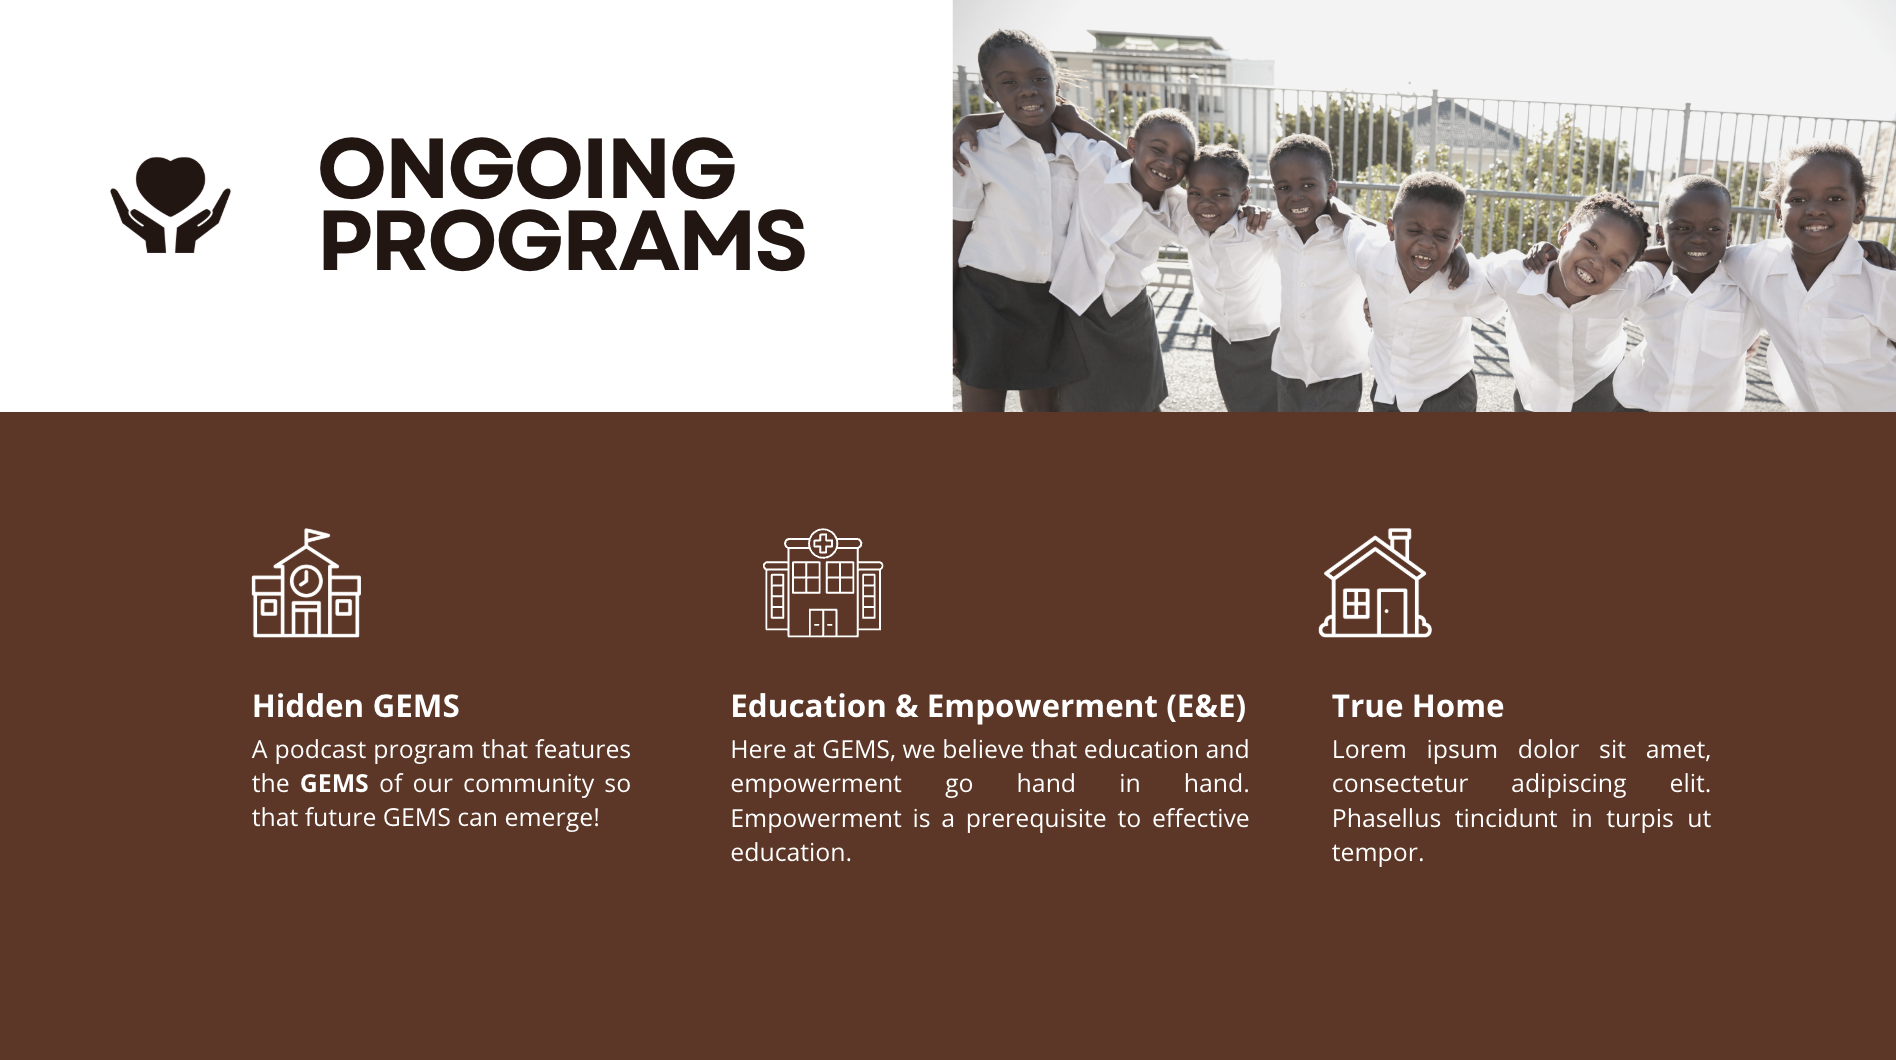 ONGOING
PROGRAMS
Hidden GEMS
A podcast program that features
the GEMS of our community so
that future GEMS can emerge!
Education & Empowerment (E&E)
Here at GEMS, we believe that education and
empowerment go hand in hand.
Empowerment is a prerequisite to effective
education.
True Home
Lorem ipsum dolor sit amet,
consectetur adipiscing elit.
Phasellus tincidunt in turpis ut
tempor.